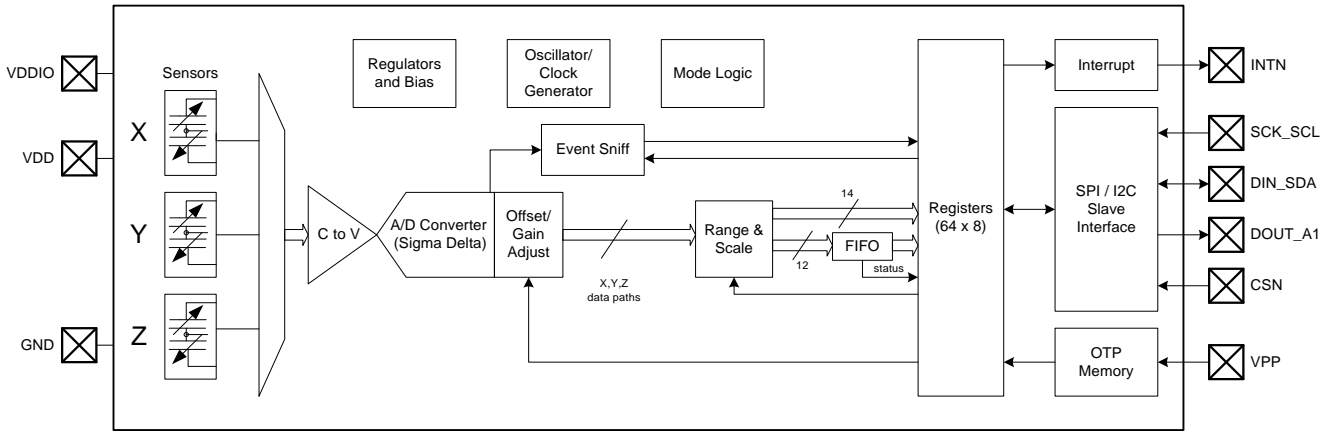 VDDIO
VDD
GND
Sensors
X
Y
Z
Regulators
and Bias
Oscillator/
Clock
Generator
Mode Logic
Event Sniff
C to V
A/D Converter
(Sigma Delta)
Offset/
Gain
Adjust
X,Y,Z
data paths
Range &
Scale
14
12
FIFO
status
Registers
(64 x 8)
Interrupt
SPI / I2C
Slave
Interface
OTP
Memory
INTN
SCK_SCL
DIN_SDA
DOUT_A1
CSN
VPP